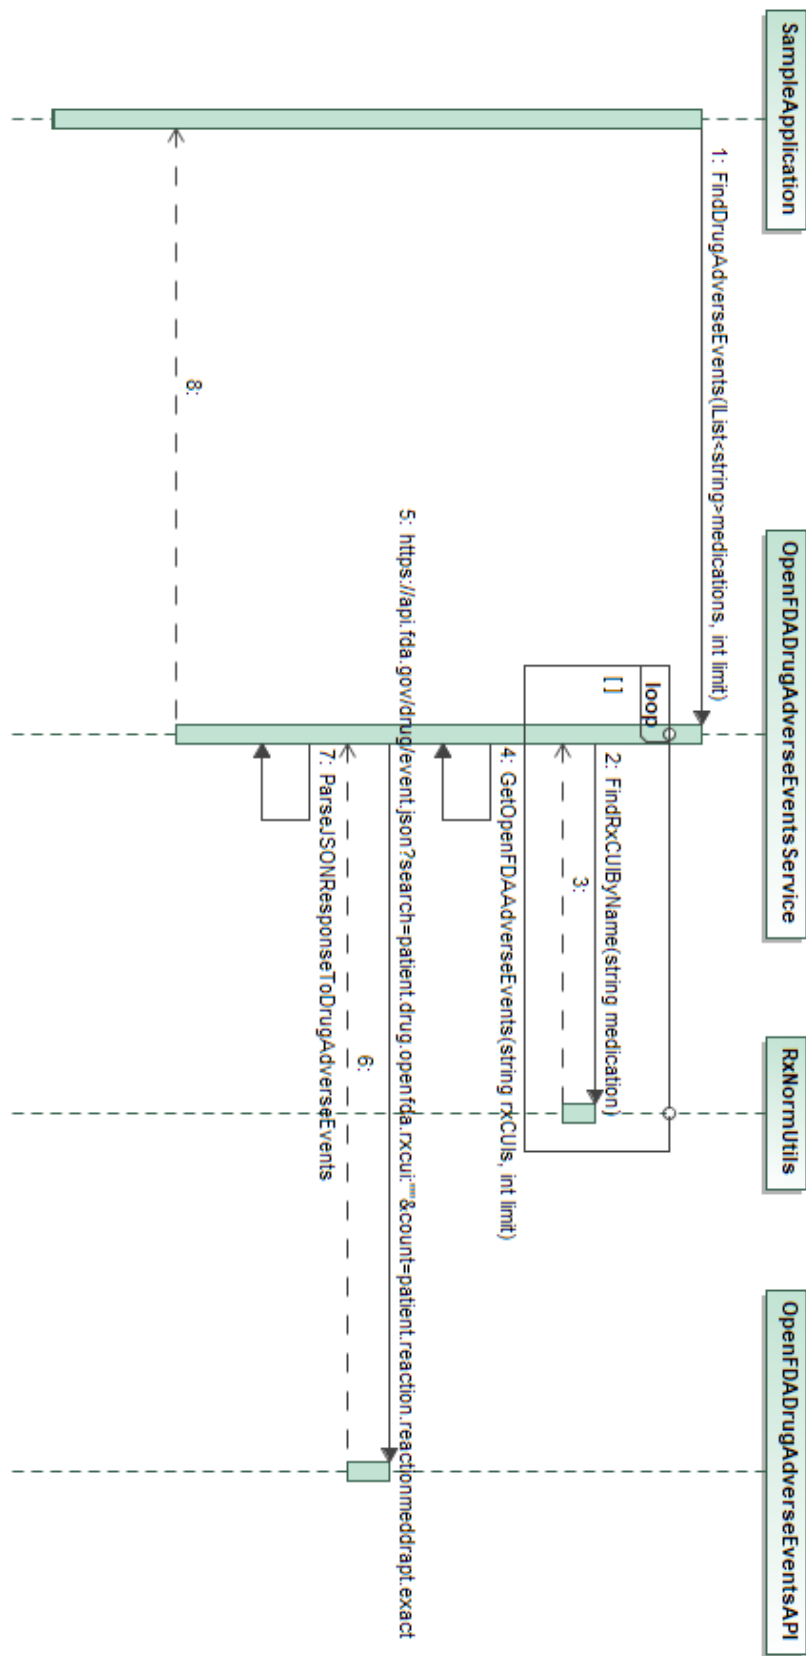 SampleApplication
OpenFDADrugAdverseEventsService
RxNormUtils
OpenFDADrugAdverseEventsAPI
1: FindDrugAdverseEvents(IList<string>medications, int limit)
loop
[ ]
2: FindRxCUIByName(string medication)
3:
4: GetOpenFDAAdverseEvents(string rxCUIs, int limit)
5: https://api.fda.gov/drug/event.json?search=patient.drug.openfda.rxcui:""&count=patient.reaction.reactionmeddrapt.exact
6:
7: ParseJSONResponseToDrugAdverseEvents
8: